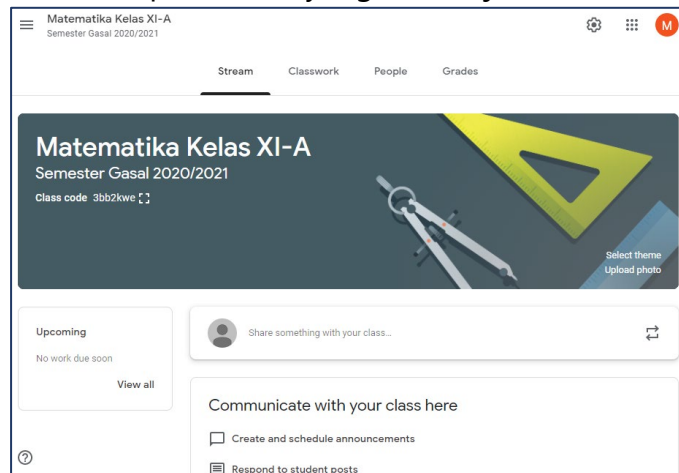 Matematika Kelas XI-A
Semester Gasal 2020/2021
M
Stream Classwork People Grades
Matematika Kelas XI-A
Semester Gasal 2020/2021
Class code 3bb2kwe
Select theme
Upload photo
Upcoming
No work due soon
View all
Share something with your class...
Communicate with your class here
Create and schedule announcements
Respond to student posts